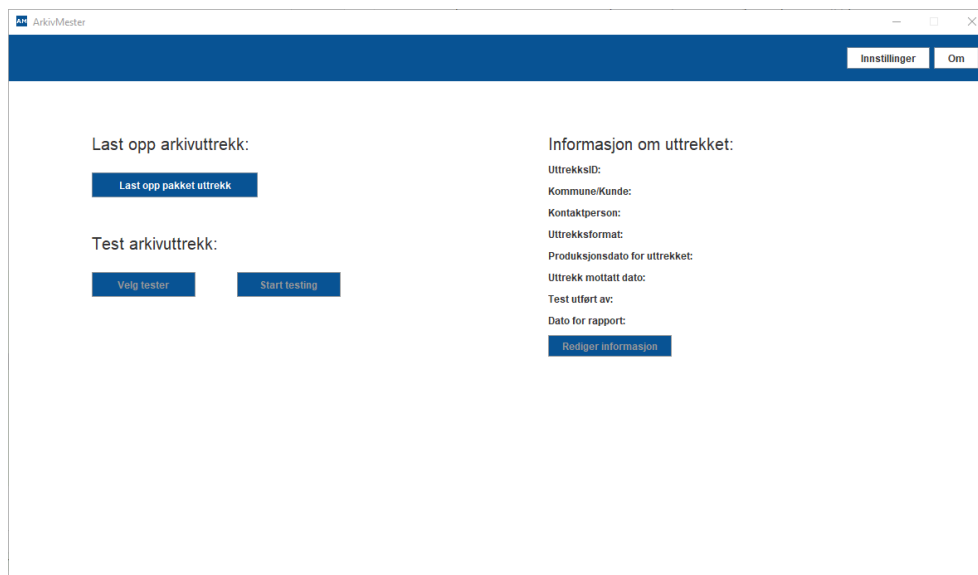 AM ArkivMester
Innstillinger Om
Last opp arkivuttrekk:
Last opp pakket uttrekk
Test arkivuttrekk:
Velg tester Start testing
Informasjon om uttrekket:
UttrekksID:
Kommune/Kunde:
Kontaktperson:
Uttrekksformat:
Produksjonsdato for uttrekket:
Uttrekk mottatt dato:
Test utført av:
Dato for rapport:
Rediger informasjon